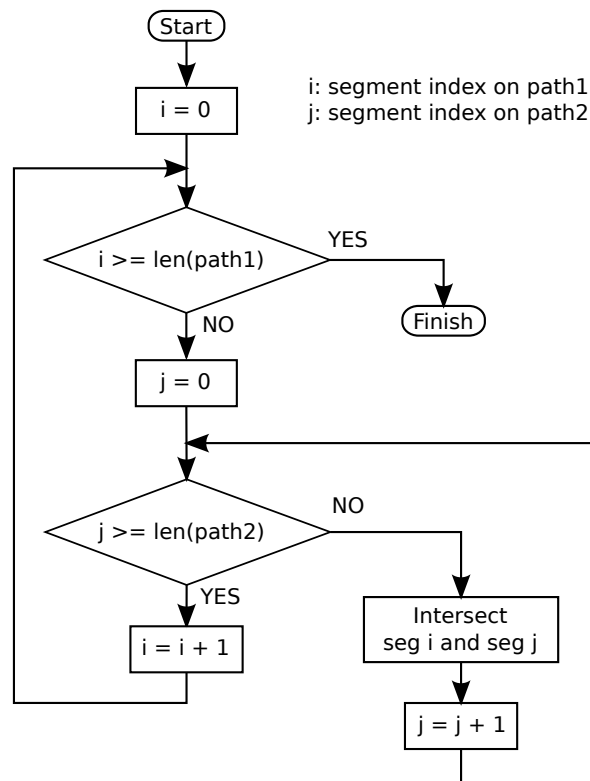 Start
i: segment index on path1
j: segment index on path2
i = 0
i >= len(path1)
YES
Finish
NO
j = 0
j >= len(path2)
NO
YES
Intersect
seg i and seg j
i = i + 1
j = j + 1